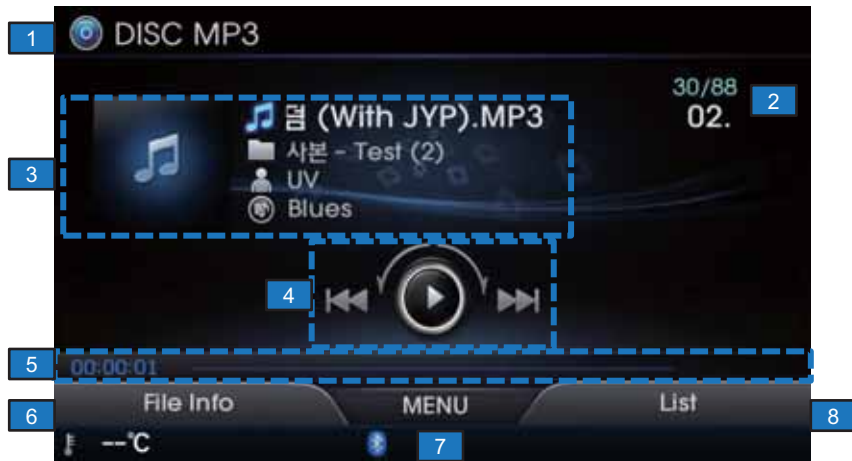 1
DISC MP3
30/88
2
02.
3
덤 (With JYP).MP3
사본 - Test (2)
UV
Blues
4
5
00:00:01
6
File Info
MENU
List
8
--°C
7